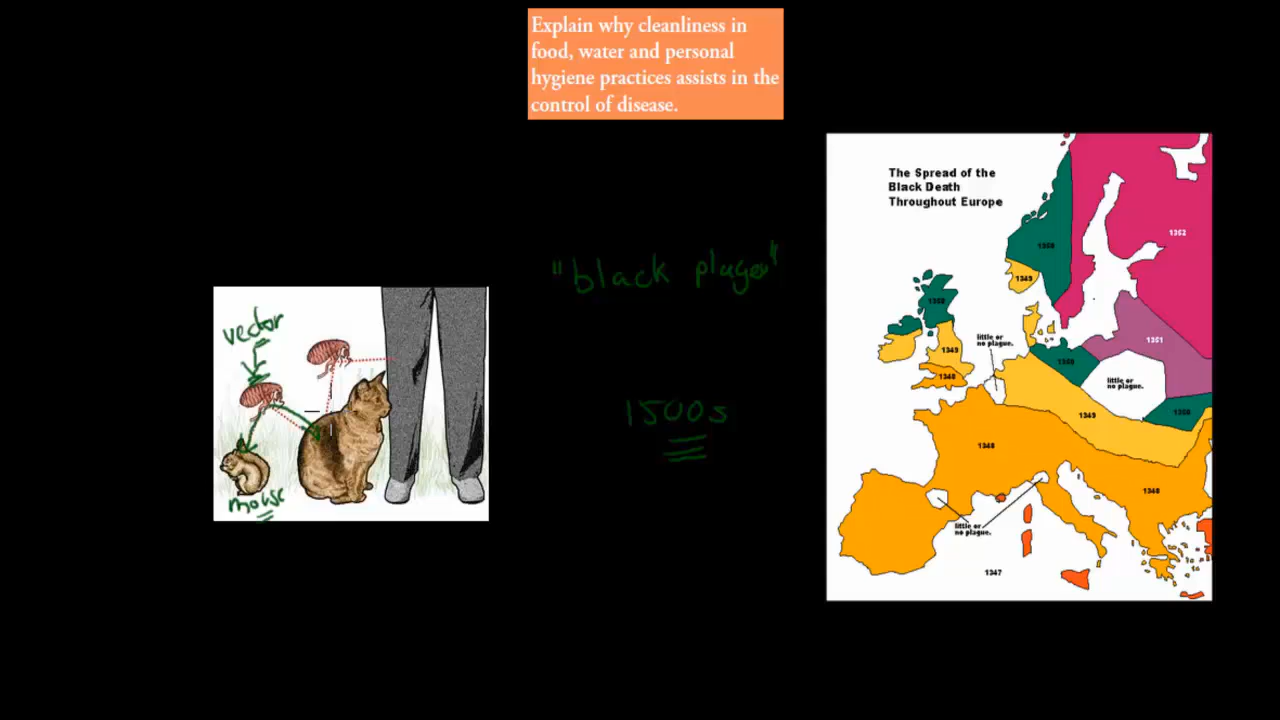 Explain why cleanliness in
food, water and personal
hygiene practices assists in the
control of disease.
The Spread of the
Black Death
Throughout Europe
1352
1350
1349
1350
1349
1348
little or
no plague.
1351
1350
little or
no plague.
1350
1349
1348
1348
little or
no plague.
1347
"black plague"
1500s
vector
mouse